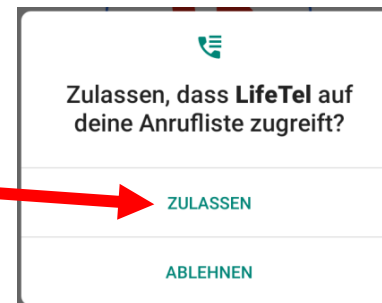 Zulassen, dass LifeTel auf
deine Anrufliste zugreift?
ZULASSEN
ABLEHNEN